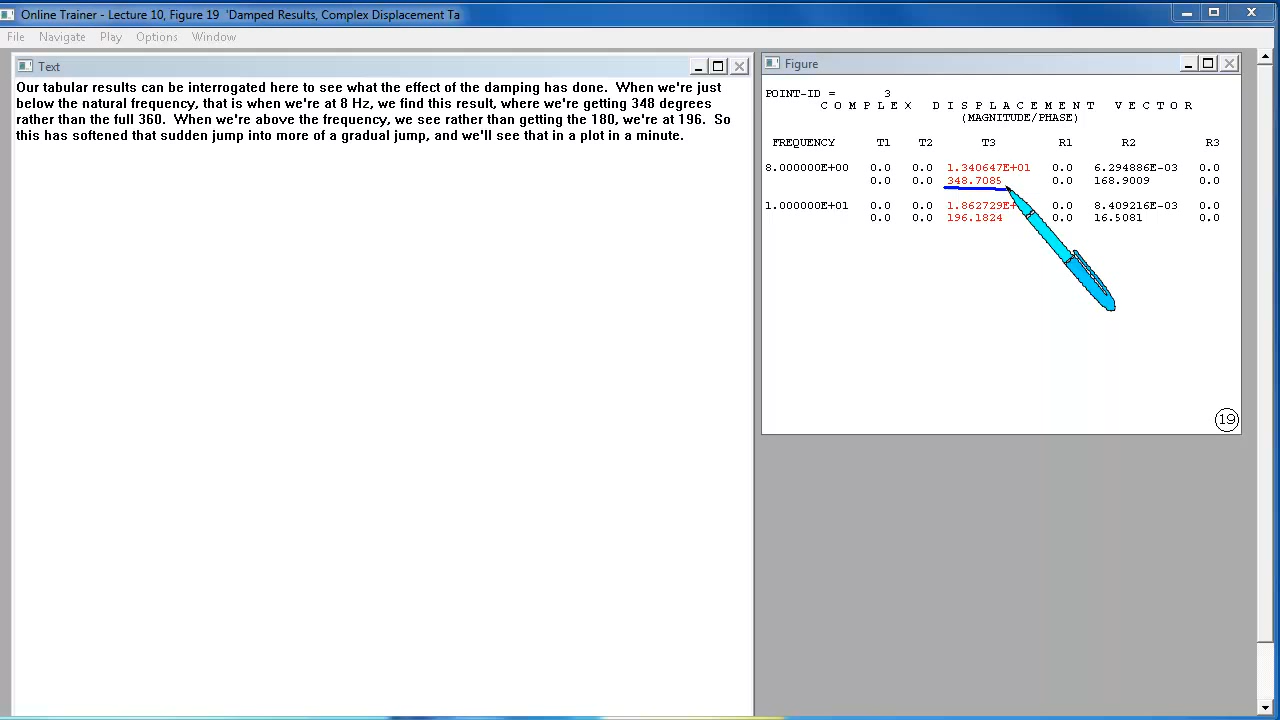 Online Trainer - Lecture 10, Figure 19 'Damped Results, Complex Displacement Ta
File Navigate Play Options Window
Text
Our tabular results can be interrogated here to see what the effect of the damping has done. When we're just
below the natural frequency, that is when we're at 8 Hz, we find this result, where we're getting 348 degrees
rather than the full 360. When we're above the frequency, we see rather than getting the 180, we're at 196. So
this has softened that sudden jump into more of a gradual jump, and we'll see that in a plot in a minute.
Figure
POINT-ID = 3
C O M P L E X D I S P L A C E M E N T V E C T O R
(MAGNITUDE/PHASE)
FREQUENCY T1 T2 T3 R1 R2 R3
8.000000E+00 0.0 0.0 1.340647E+01 0.0 6.294886E-03 0.0
0.0 0.0 348.7085 0.0 168.9009 0.0
1.000000E+01 0.0 0.0 1.862729E+ 0.0 8.409216E-03 0.0
0.0 0.0 196.1824 0.0 16.5081 0.0
19